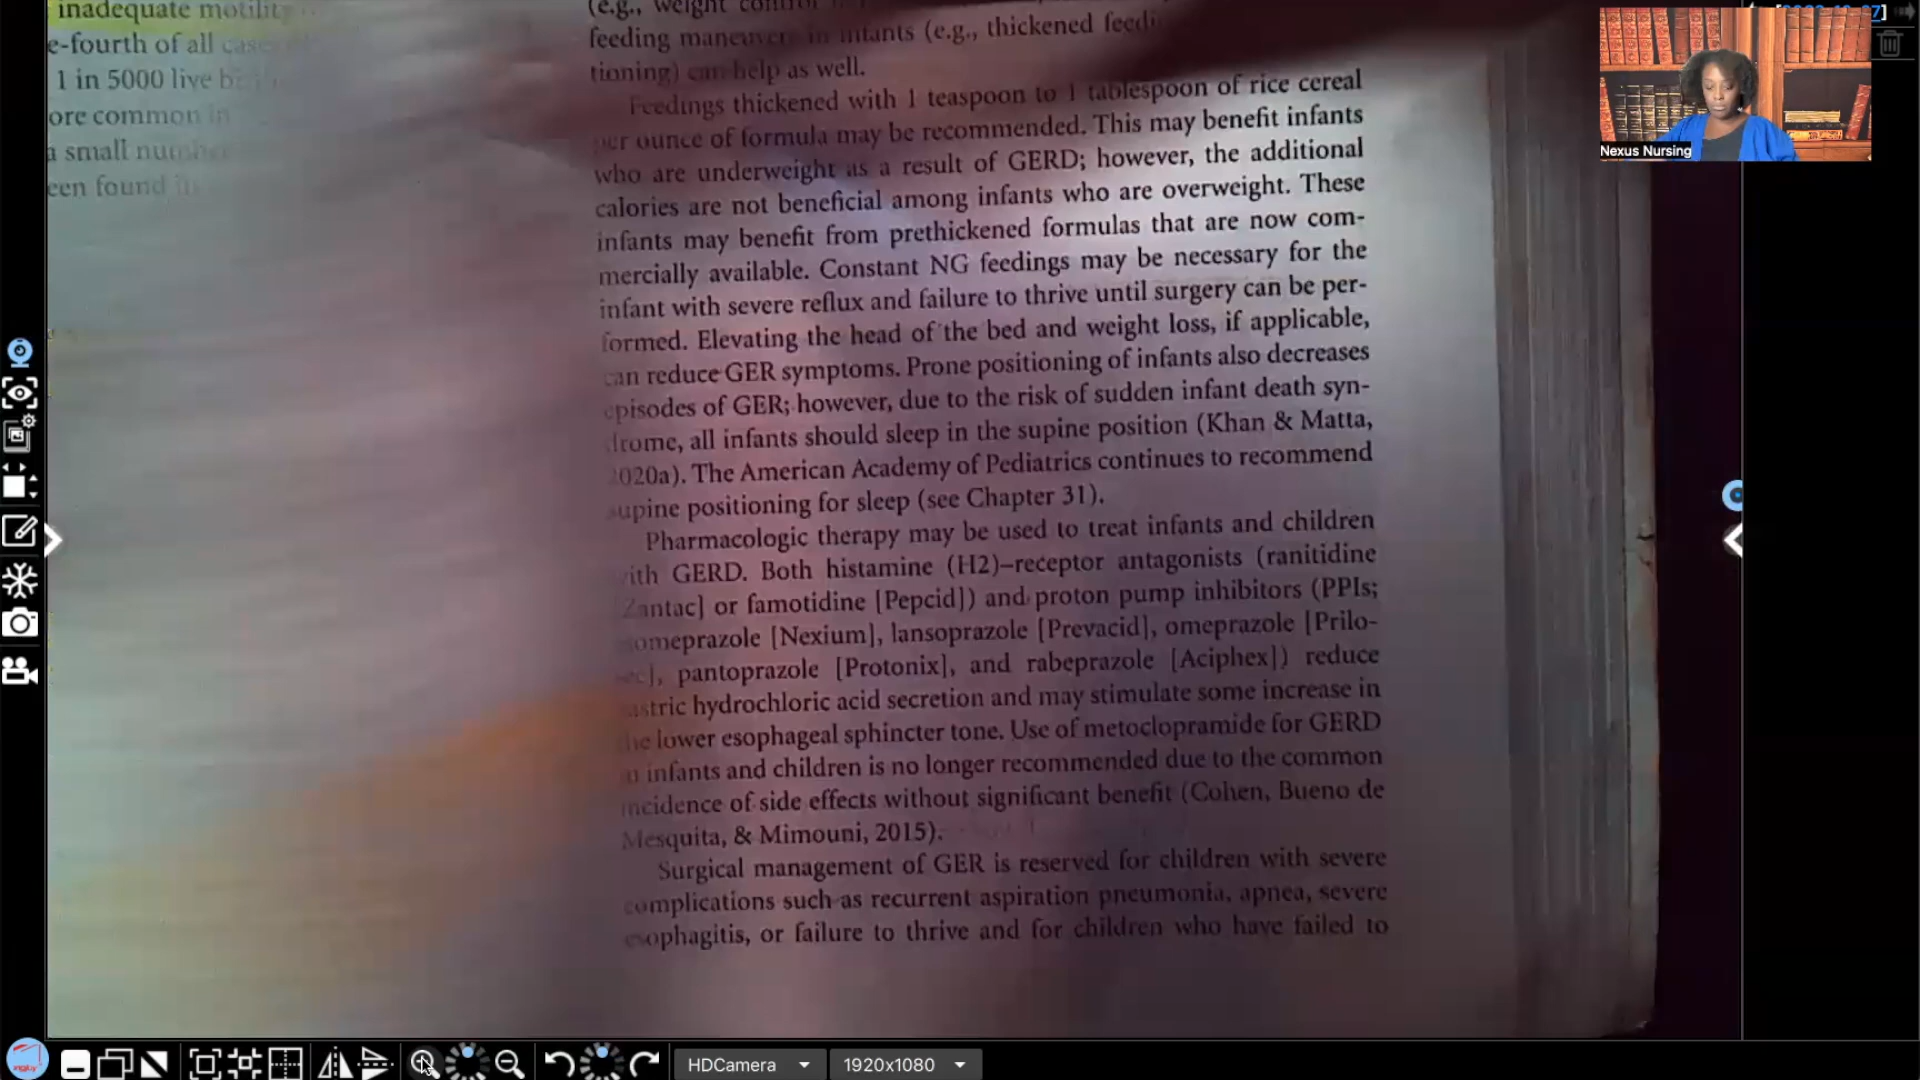 inadequate motility
e-fourth of all cases
1 in 5000 live bi
ore common in
a small number
een found in
(e.g., weight control
feeding maneuvers in infants (e.g., thickened feedi
tioning) can help as well.
Feedings thickened with 1 teaspoon to 1 tablespoon of rice cereal
per ounce of formula may be recommended. This may benefit infants
who are underweight as a result of GERD; however, the additional
calories are not beneficial among infants who are overweight. These
infants may benefit from prethickened formulas that are now com-
mercially available. Constant NG feedings may be necessary for the
infant with severe reflux and failure to thrive until surgery can be per-
formed. Elevating the head of the bed and weight loss, if applicable,
can reduce GER symptoms. Prone positioning of infants also decreases
episodes of GER; however, due to the risk of sudden infant death syn-
drome, all infants should sleep in the supine position (Khan & Matta,
2020a). The American Academy of Pediatrics continues to recommend
supine positioning for sleep (see Chapter 31).
Pharmacologic therapy may be used to treat infants and children
with GERD. Both histamine (H2)–receptor antagonists (ranitidine
[Zantac] or famotidine [Pepcid]) and proton pump inhibitors (PPIs;
someprazole [Nexium], lansoprazole [Prevacid], omeprazole [Prilo-
sec], pantoprazole [Protonix], and rabeprazole [Aciphex]) reduce
gastric hydrochloric acid secretion and may stimulate some increase in
the lower esophageal sphincter tone. Use of metoclopramide for GERD
in infants and children is no longer recommended due to the common
incidence of side effects without significant benefit (Cohen, Bueno de
Mesquita, & Mimouni, 2015).
Surgical management of GER is reserved for children with severe
complications such as recurrent aspiration pneumonia, apnea, severe
esophagitis, or failure to thrive and for children who have failed to
Nexus Nursing
HDCamera
1920x1080